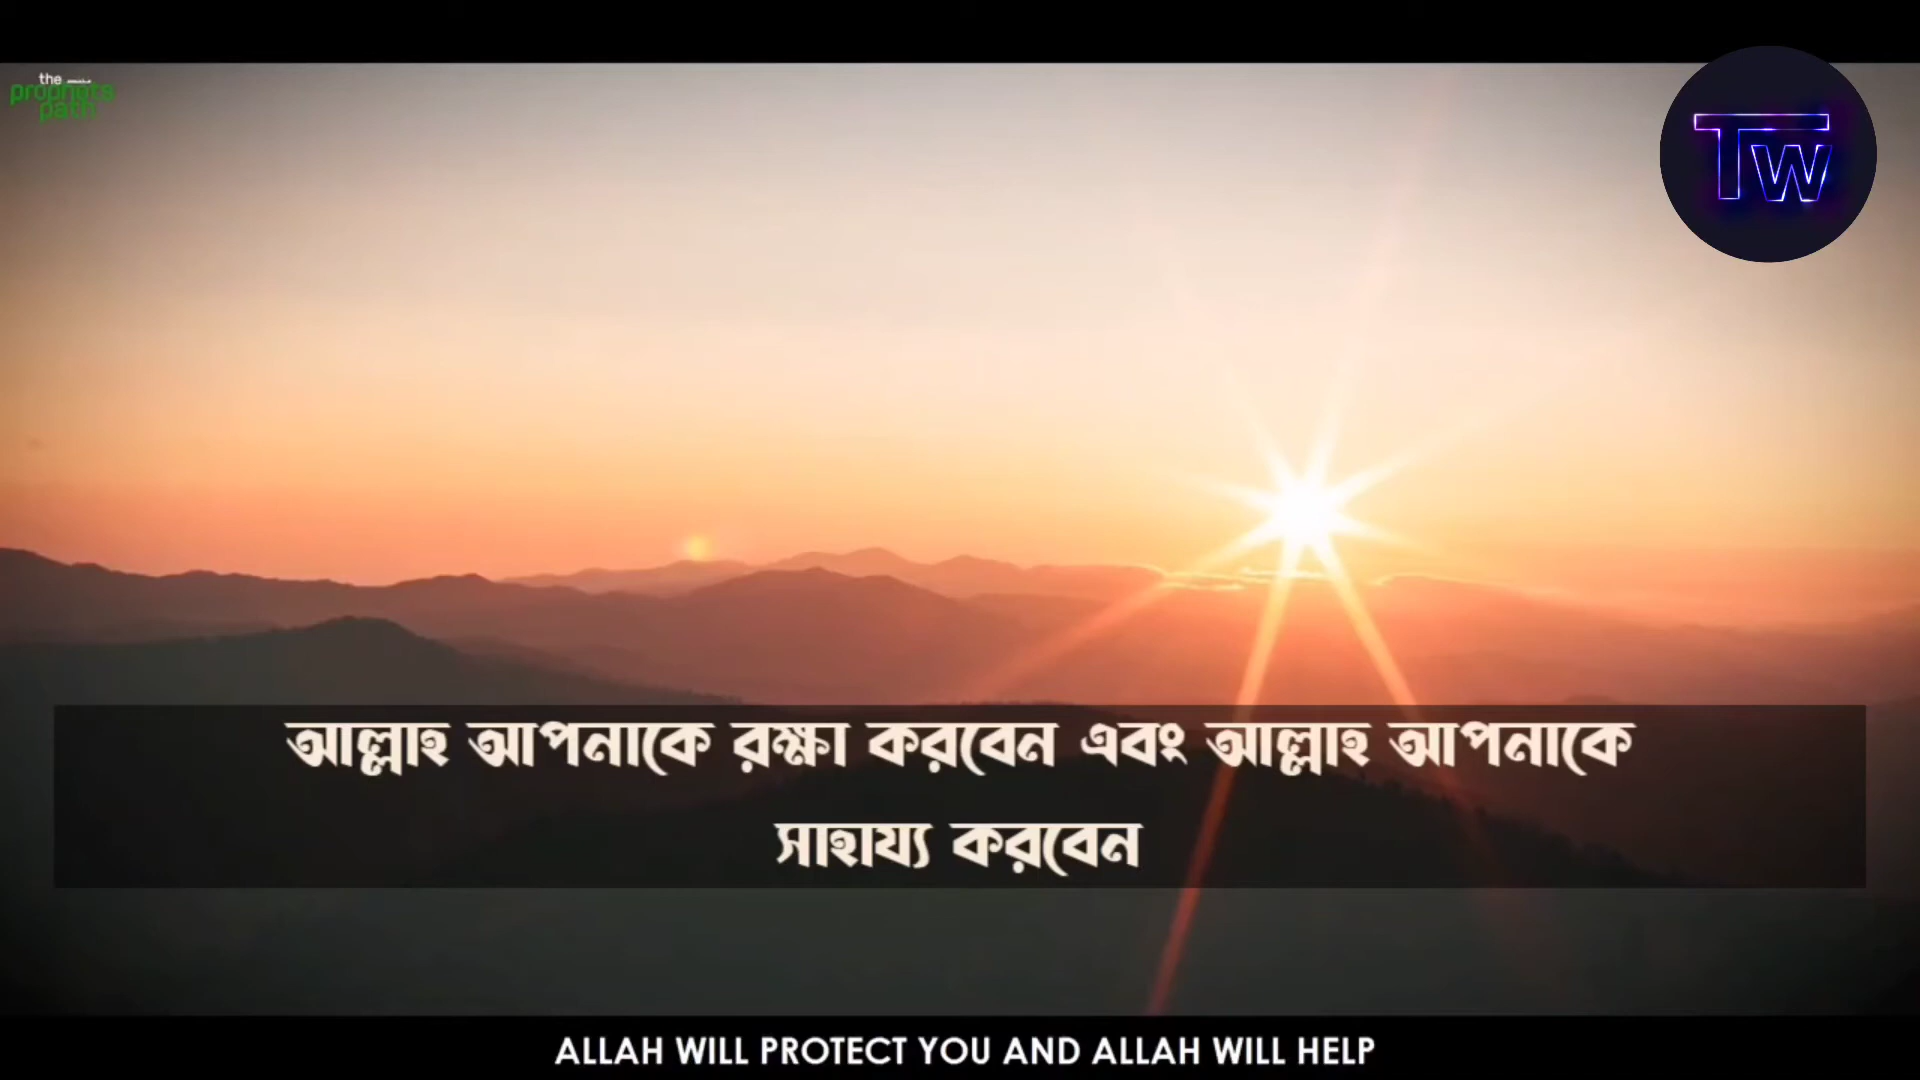 the
prophets
path
TW
আল্লাহ আপনাকে রক্ষা করবেন এবং আল্লাহ আপনাকে
সাহায্য করবেন
ALLAH WILL PROTECT YOU AND ALLAH WILL HELP